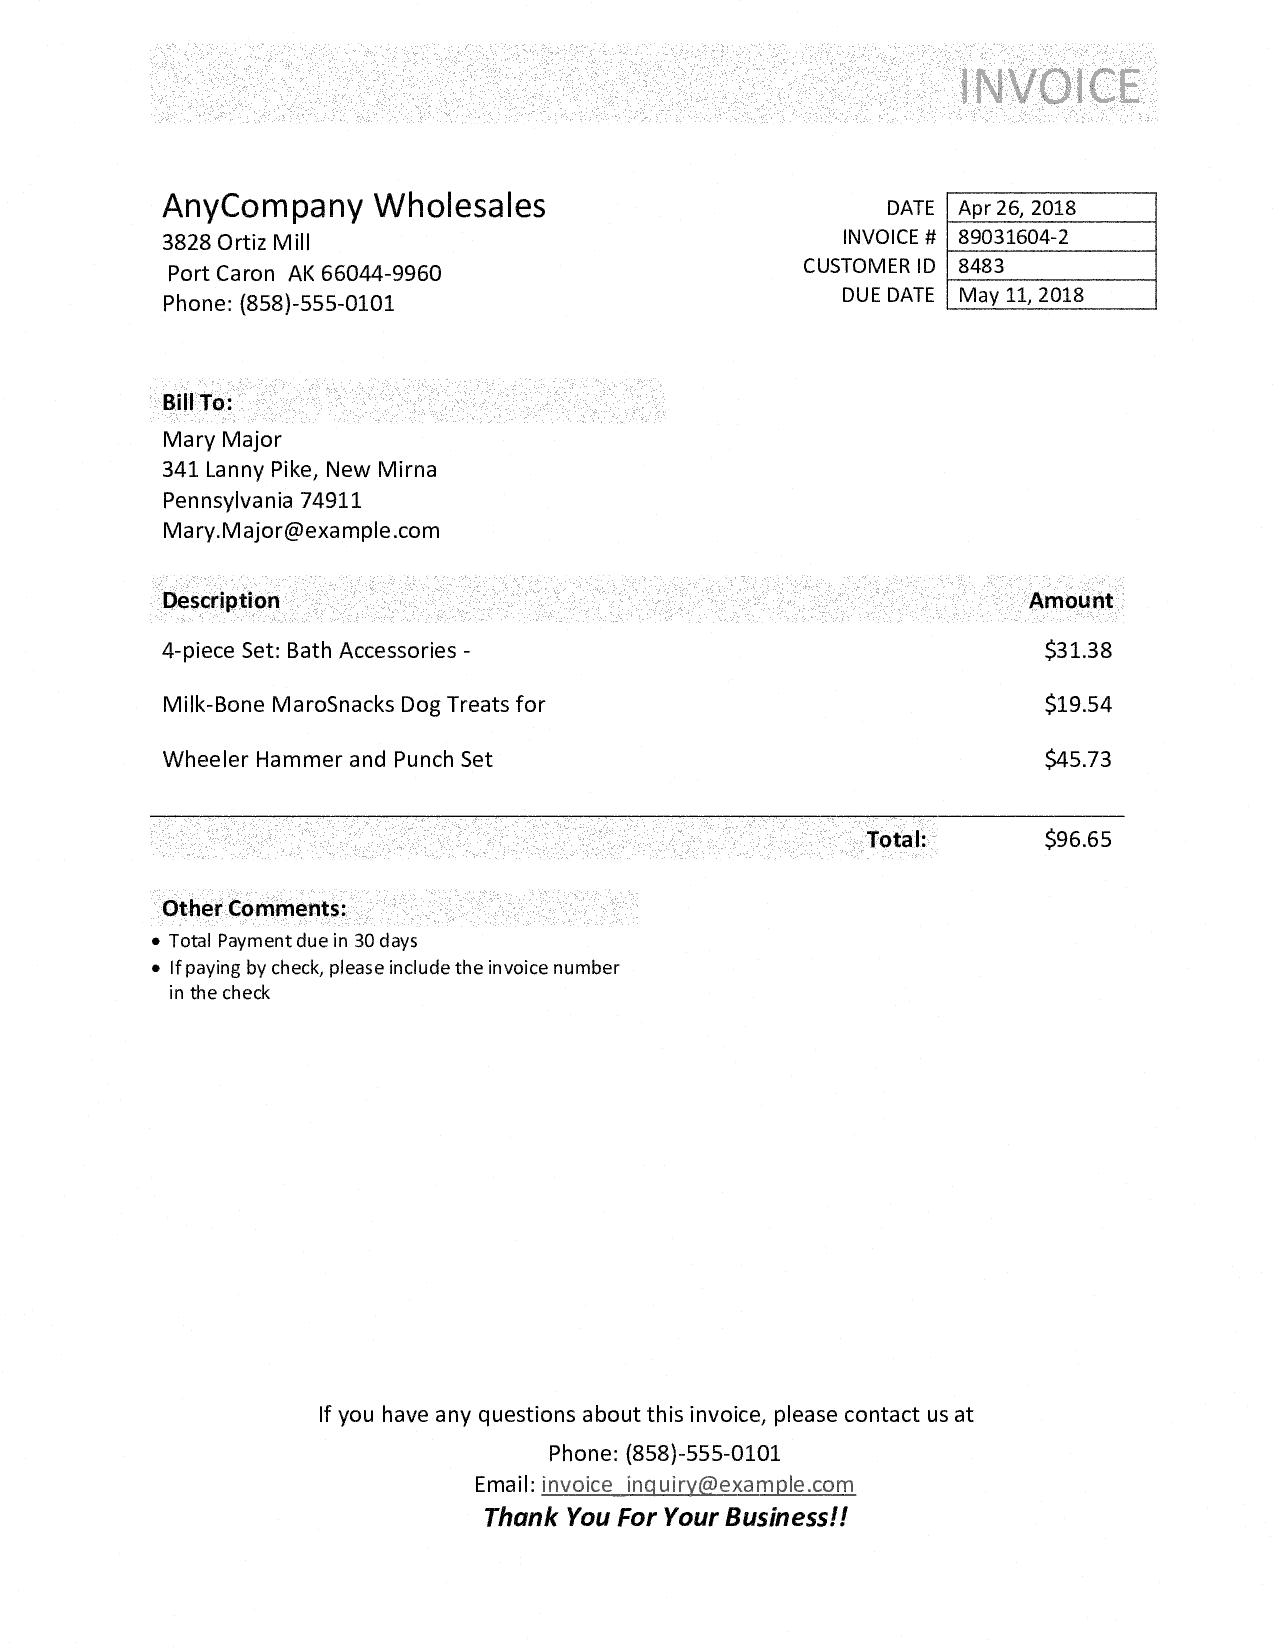 INVOICE
AnyCompany Wholesales
3828 Ortiz Mill
Port Caron AK 66044-9960
Phone: (858)-555-0101
DATE Apr 26, 2018
INVOICE # 89031604-2
CUSTOMER ID 8483
DUE DATE May 11, 2018
Bill To:
Mary Major
341 Lanny Pike, New Mirna
Pennsylvania 74911
Mary.Major@example.com
Description Amount
4-piece Set: Bath Accessories - $31.38
Milk-Bone MaroSnacks Dog Treats for $19.54
Wheeler Hammer and Punch Set $45.73
Total: $96.65
Other Comments:
• Total Payment due in 30 days
• If paying by check, please include the invoice number
in the check
If you have any questions about this invoice, please contact us at
Phone: (858)-555-0101
Email: invoice_inquiry@example.com
Thank You For Your Business!!